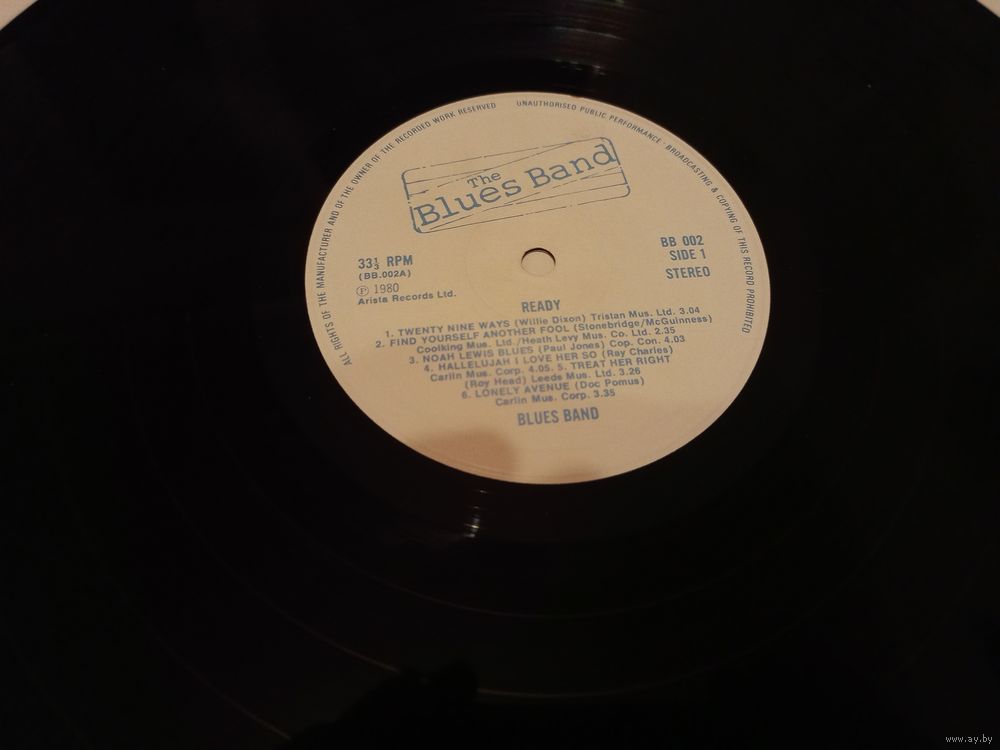 ALL RIGHTS OF THE MANUFACTURER AND OF THE OWNER OF THE RECORDED WORK RESERVED
UNAUTHORISED PUBLIC PERFORMANCE · BROADCASTING & COPYING OF THIS RECORD PROHIBITED
The
Blues Band
33⅓ RPM
(BB.002A)
℗ 1980
Arista Records Ltd.
BB 002
SIDE 1
STEREO
READY
1. TWENTY NINE WAYS (Willie Dixon) Tristan Mus. Ltd. 3.04
2. FIND YOURSELF ANOTHER FOOL (Stonebridge/McGuinness)
Coolking Mus. Ltd./Heath Levy Mus. Co. Ltd. 2.35
3. NOAH LEWIS BLUES (Paul Jones) Cop. Con. 4.03
4. HALLELUJAH I LOVE HER SO (Ray Charles)
Carlin Mus. Corp. 4.05. 5. TREAT HER RIGHT
(Roy Head) Leeds Mus. Ltd. 3.26
6. LONELY AVENUE (Doc Pomus)
Carlin Mus. Corp. 3.35
BLUES BAND
www.ay.by